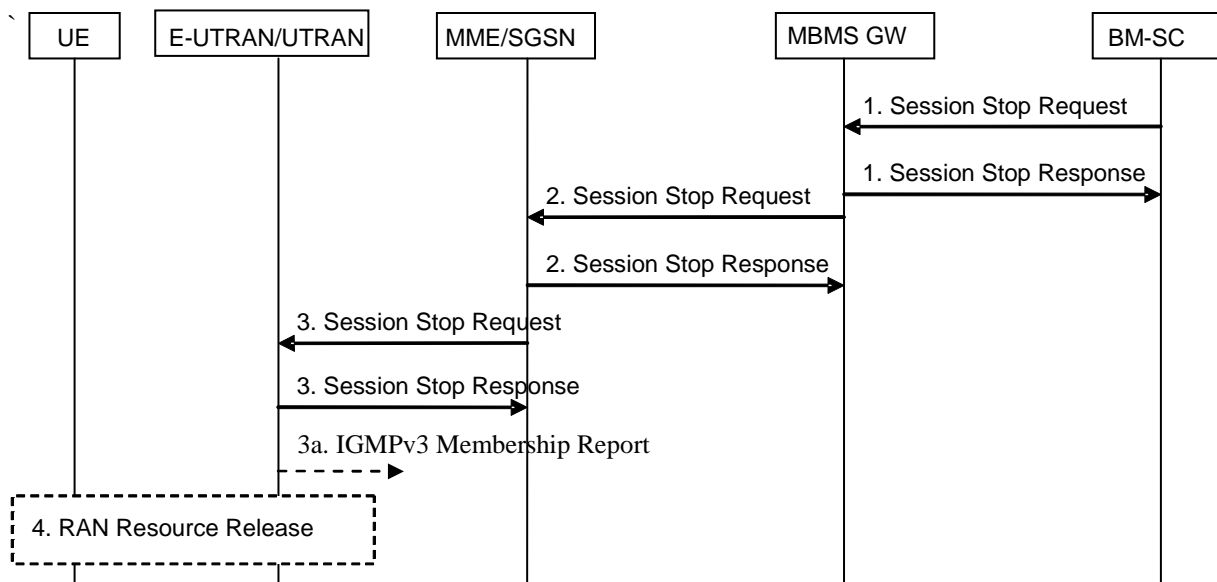 `
UE
E-UTRAN/UTRAN
MME/SGSN
MBMS GW
BM-SC
1. Session Stop Request
1. Session Stop Response
2. Session Stop Request
2. Session Stop Response
3. Session Stop Request
3. Session Stop Response
3a. IGMPv3 Membership Report
4. RAN Resource Release